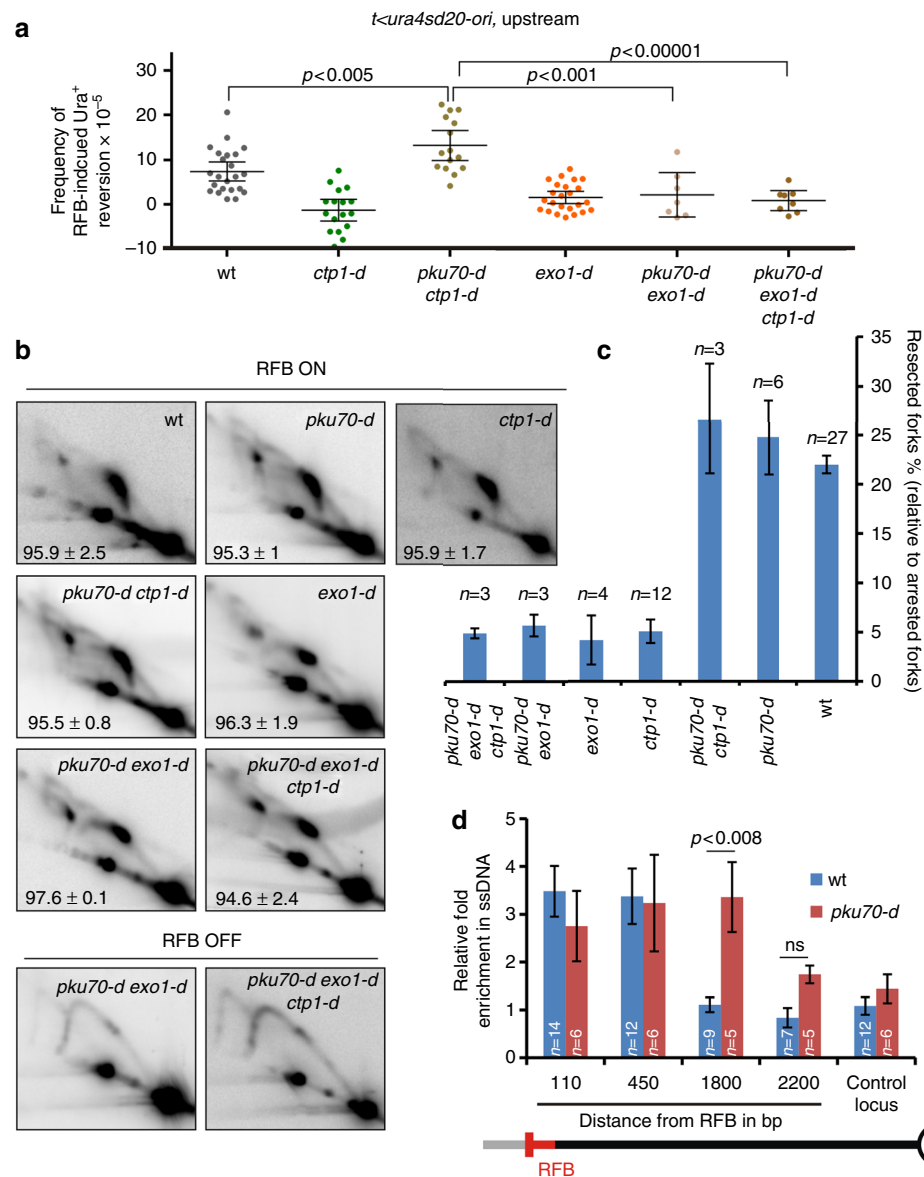 a
t<ura4sd20-ori, upstream
p<0.00001
p<0.005
p<0.001
Frequency of
RFB-indcued Ura+
reversion × 10−5
30
20
10
0
−10
wt
ctp1-d
pku70-d
ctp1-d
exo1-d
pku70-d
exo1-d
pku70-d
exo1-d
ctp1-d
b
RFB ON
wt
95.9 ± 2.5
pku70-d
95.3 ± 1
ctp1-d
95.9 ± 1.7
pku70-d ctp1-d
95.5 ± 0.8
exo1-d
96.3 ± 1.9
pku70-d exo1-d
97.6 ± 0.1
pku70-d exo1-d
ctp1-d
94.6 ± 2.4
RFB OFF
pku70-d exo1-d
pku70-d exo1-d
ctp1-d
c
Resected forks % (relative to arrested forks)
35
30
25
20
15
10
5
0
n=3
n=3
n=4
n=12
n=3
n=6
n=27
pku70-d
exo1-d
ctp1-d
pku70-d
exo1-d
exo1-d
ctp1-d
pku70-d
ctp1-d
pku70-d
wt
d
Relative fold
enrichment in ssDNA
5
4
3
2
1
0
p<0.008
ns
wt
pku70-d
n=14
n=6
n=12
n=6
n=9
n=5
n=7
n=5
n=12
n=6
110
450
1800
2200
Control
locus
Distance from RFB in bp
RFB